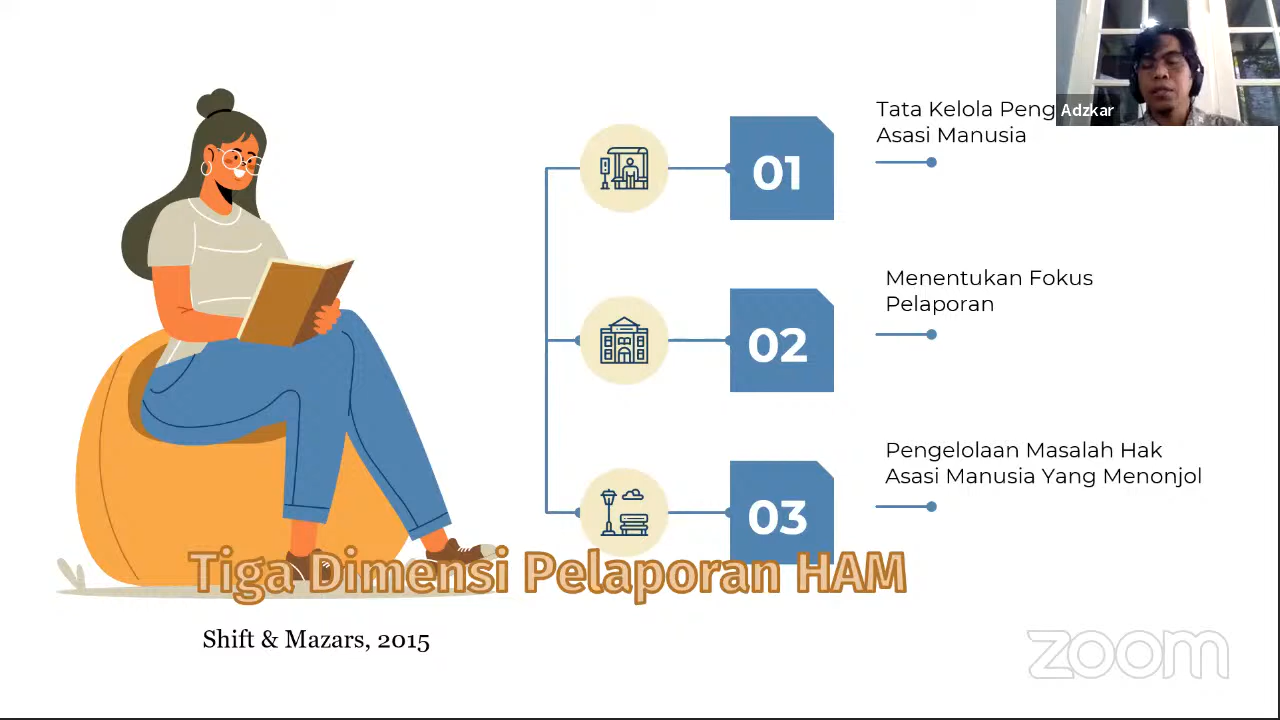 Tata Kelola Peng
Asasi Manusia
Adzkar
01
Menentukan Fokus
Pelaporan
02
Pengelolaan Masalah Hak
Asasi Manusia Yang Menonjol
03
Tiga Dimensi Pelaporan HAM
Shift & Mazars, 2015
zoom